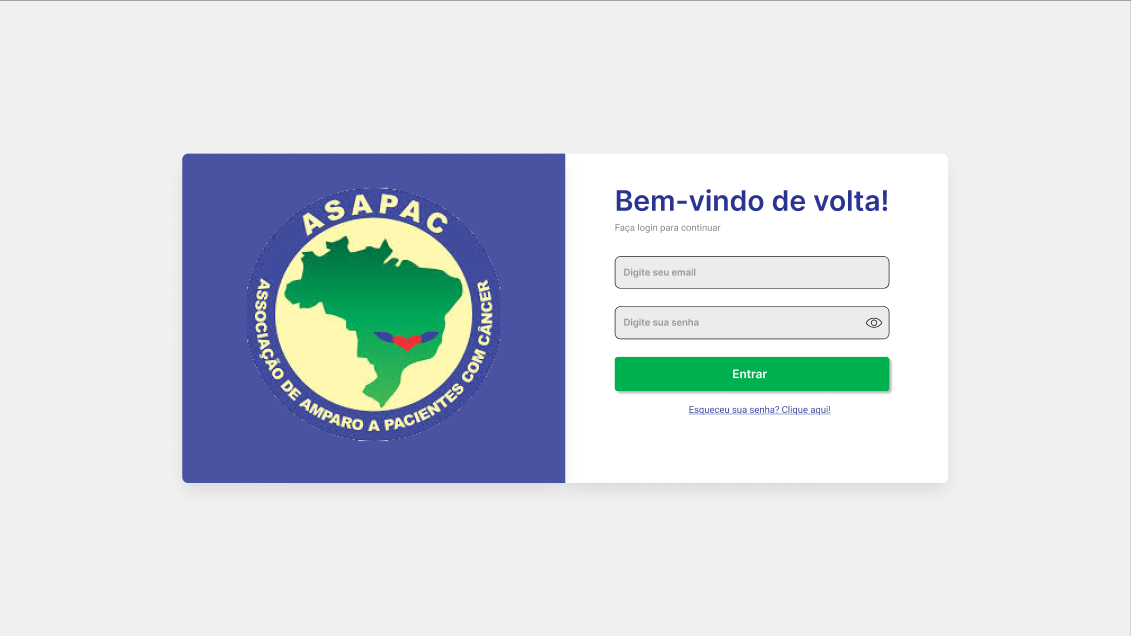 ASAPAC
ASSOCIAÇÃO DE AMPARO A PACIENTES COM CÂNCER
Bem-vindo de volta!
Faça login para continuar
Digite seu email
Digite sua senha
Entrar
Esqueceu sua senha? Clique aqui!